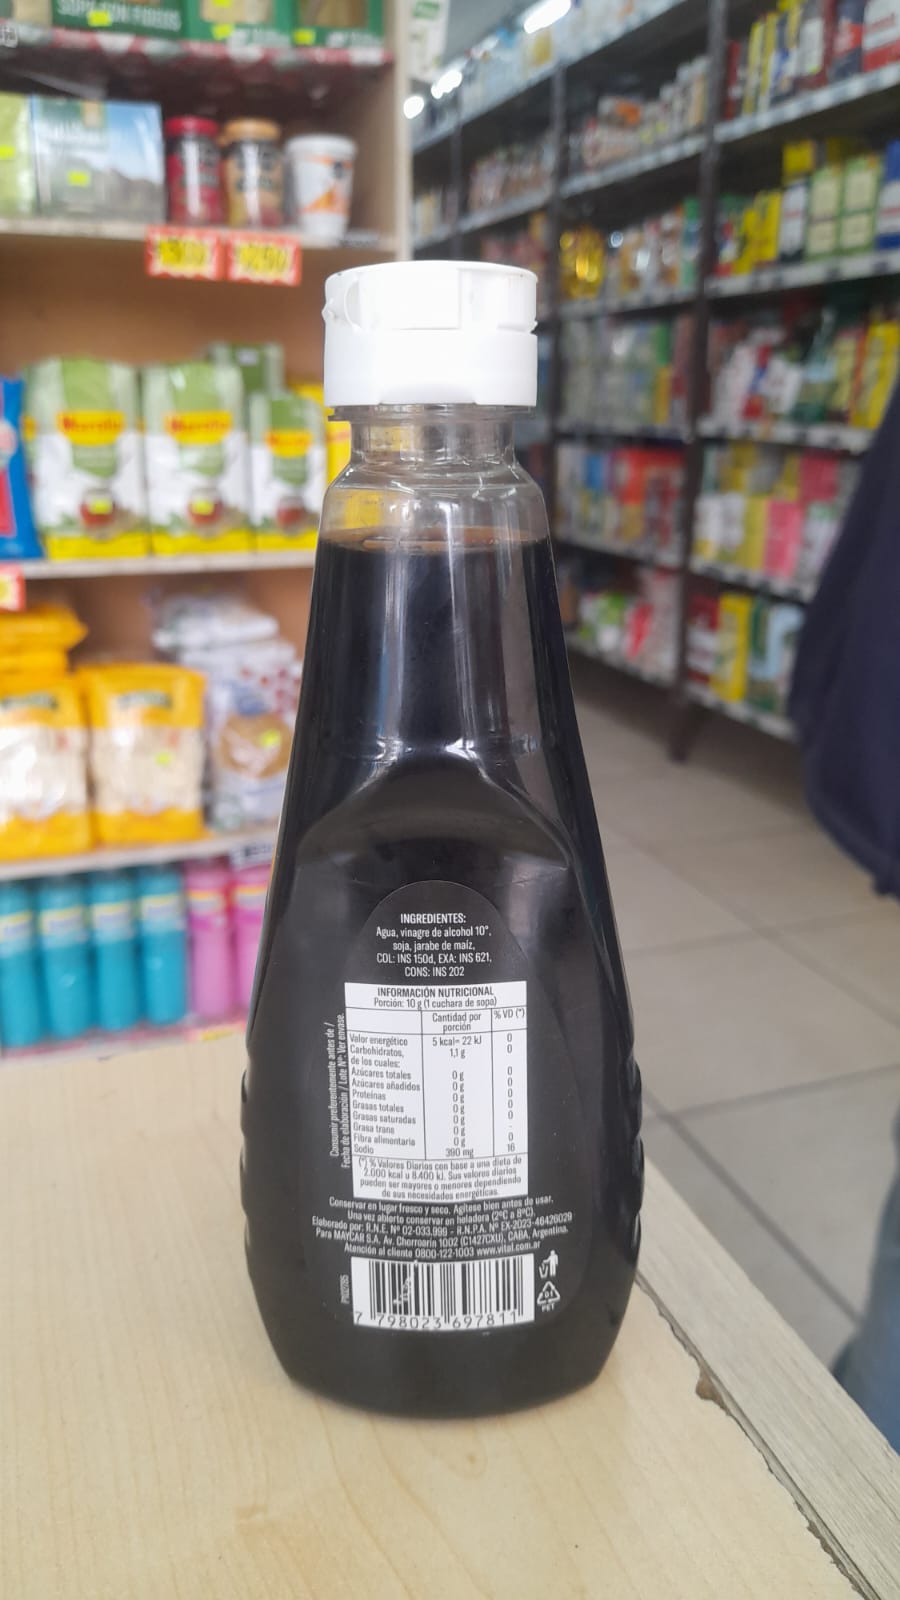 INGREDIENTES:
Agua, vinagre de alcohol 10°,
soja, jarabe de maíz,
COL: INS 150d, EXA: INS 621,
CONS: INS 202
INFORMACIÓN NUTRICIONAL
Porción: 10 g (1 cuchara de sopa)
Cantidad por porción % VD (*)
Valor energético 5 kcal= 22 kJ 0
Carbohidratos, 1,1 g 0
de los cuales:
Azúcares totales 0 g 0
Azúcares añadidos 0 g 0
Proteínas 0 g 0
Grasas totales 0 g 0
Grasas saturadas 0 g 0
Grasa trans 0 g -
Fibra alimentaria 0 g 0
Sodio 390 mg 16
(*) % Valores Diarios con base a una dieta de
2.000 kcal u 8.400 kJ. Sus valores diarios
pueden ser mayores o menores dependiendo
de sus necesidades energéticas.
Consumir preferentemente antes de /
Fecha de elaboración / Lote Nº: Ver envase.
Conservar en lugar fresco y seco. Agítese bien antes de usar.
Una vez abierto conservar en heladera (2ºC a 8ºC).
Elaborado por: R.N.E. Nº 02-033.999 - R.N.P.A. Nº EX-2023-46426029
Para MAYCAR S.A. Av. Chorroarin 1002 (C1427CXU), CABA, Argentina.
Atención al cliente 0800-122-1003 www.vital.com.ar
7 798023 697811
01
PET